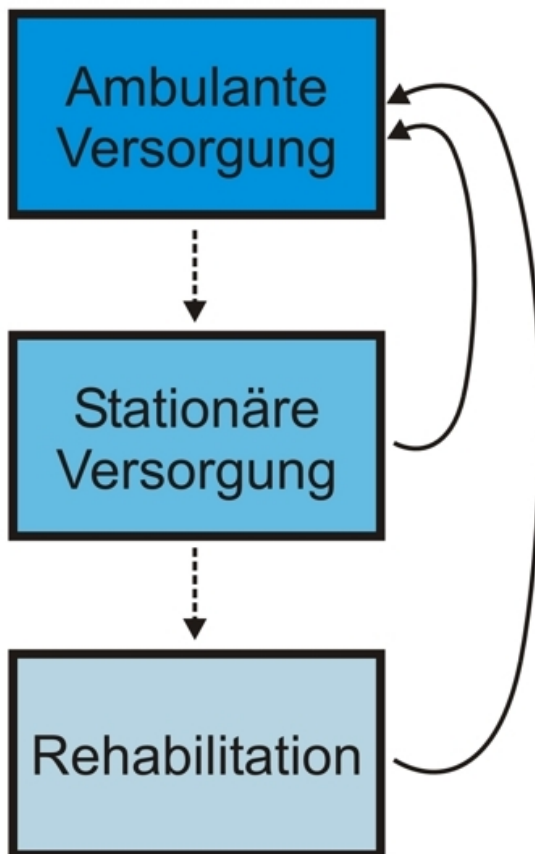 Ambulante
Versorgung
Stationäre
Versorgung
Rehabilitation